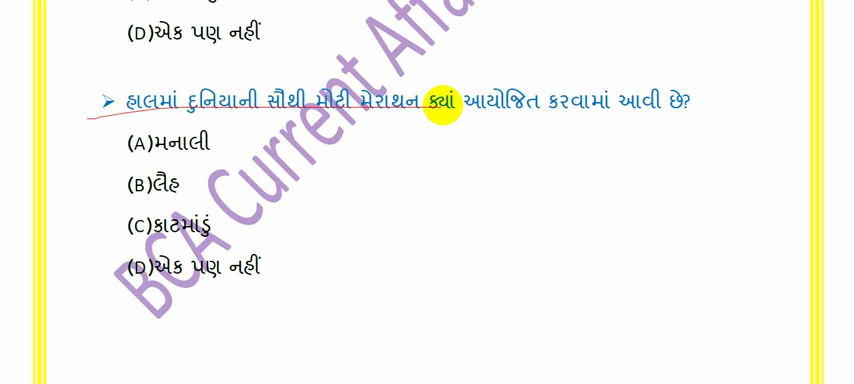 (D)એક પણ નહીં
➤ હાલમાં દુનિયાની સૌથી મોટી મેરાથન ક્યાં આયોજિત કરવામાં આવી છે?
(A)મનાલી
(B)લૈહ
(C)કાટમાંડું
(D)એક પણ નહીં
BCA Current Affa